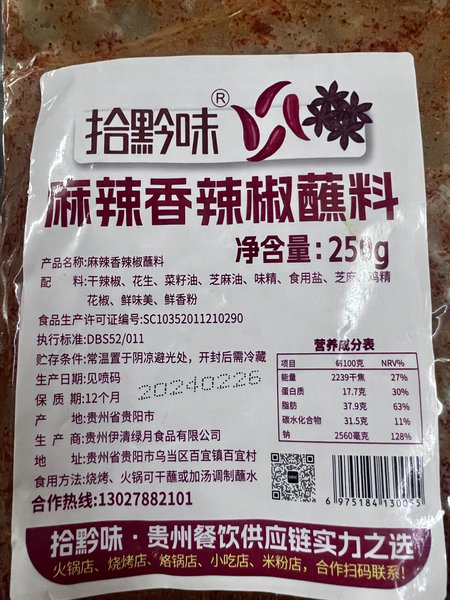 拾黔味®
麻辣香辣椒蘸料
净含量:250g
产品名称:麻辣香辣椒蘸料
配 料:干辣椒、花生、菜籽油、芝麻油、味精、食用盐、芝麻、鸡精
花椒、鲜味美、鲜香粉
食品生产许可证编号:SC10352011210290
执行标准:DBS52/011
贮存条件:常温置于阴凉避光处，开封后需冷藏
生产日期:见喷码
20240226
保 质 期:12个月
产 地:贵州省贵阳市
生 产 商:贵州伊清绿月食品有限公司
地 址:贵州省贵阳市乌当区百宜镇百宜村
食用方法:烧烤、火锅可干蘸或加汤调制蘸水
合作热线:13027882101
营养成分表
项目 每100克 NRV%
能量 2239千焦 27%
蛋白质 17.7克 30%
脂肪 37.9克 63%
碳水化合物 31.5克 11%
钠 2560毫克 128%
6 975184 130055
拾黔味·贵州餐饮供应链实力之选
火锅店、烧烤店、烙锅店、小吃店、米粉店，合作扫码联系!